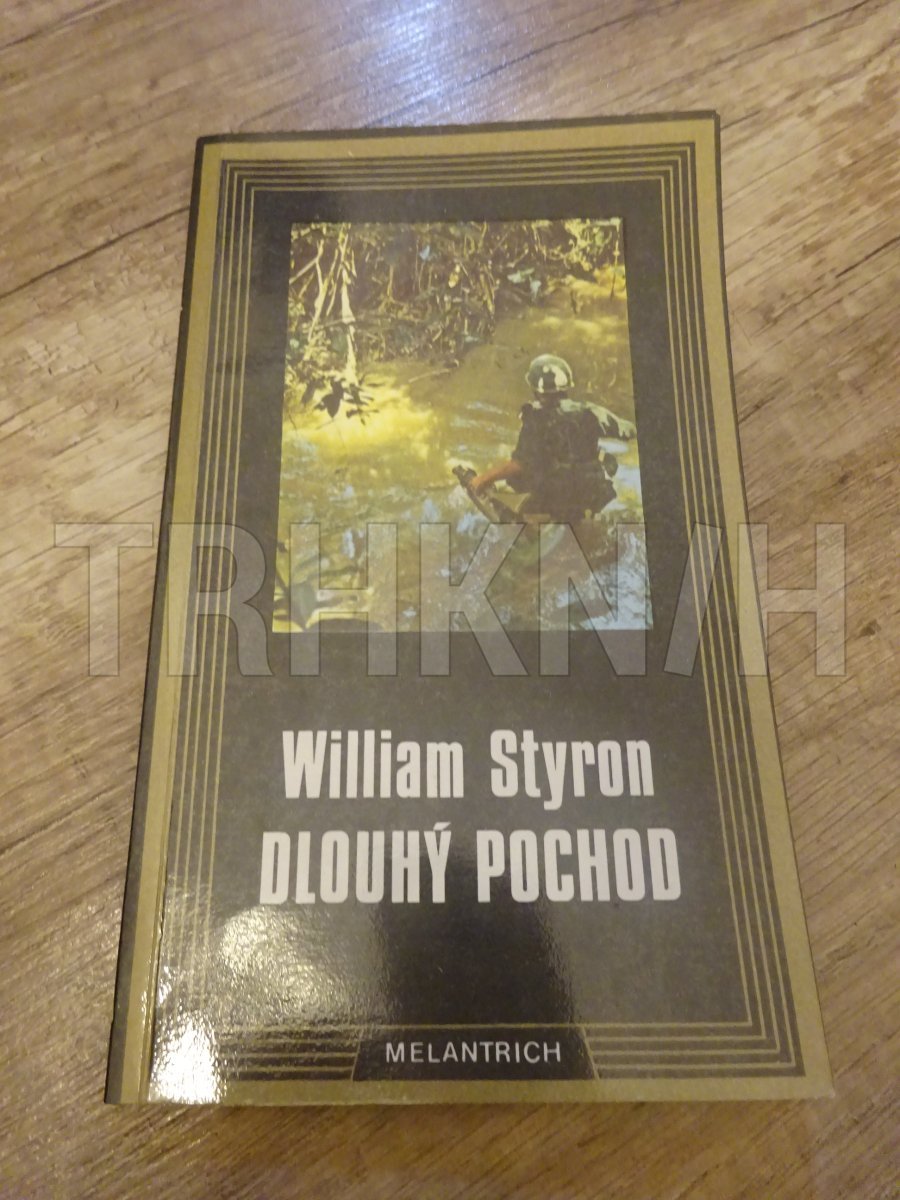 William Styron
DLOUHÝ POCHOD
MELANTRICH
TRHKNIH